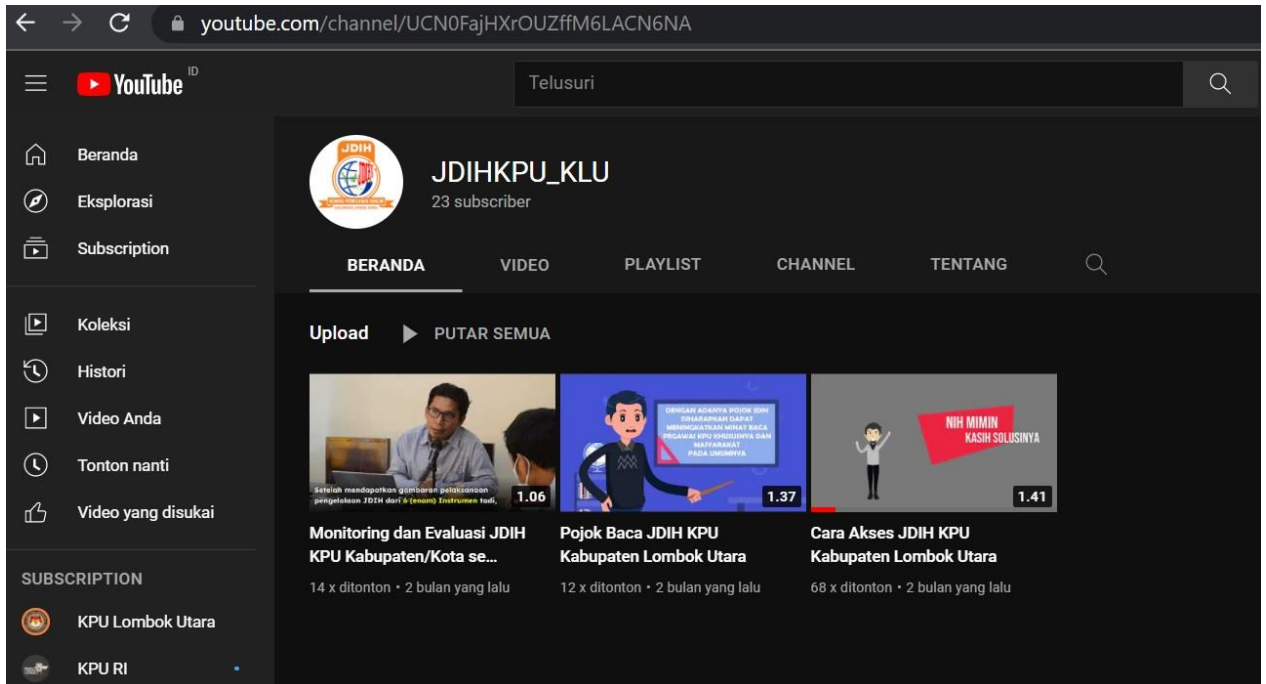 youtube.com/channel/UCN0FajHXrOUZffM6LACN6NA
YouTube ID
Telusuri
Beranda
Eksplorasi
Subscription
Koleksi
Histori
Video Anda
Tonton nanti
Video yang disukai
SUBSCRIPTION
KPU Lombok Utara
KPU RI
JDIH
JDIHKPU_KLU
23 subscriber
BERANDA VIDEO PLAYLIST CHANNEL TENTANG
Upload PUTAR SEMUA
Setelah mendapatkan gambaran pelaksanaan
pengelolaan JDIH dari 6 (enam) Instrumen tadi,
1.06
Monitoring dan Evaluasi JDIH
KPU Kabupaten/Kota se...
14 x ditonton • 2 bulan yang lalu
DENGAN ADANYA POJOK JDIH
DIHARAPKAN DAPAT
MENINGKATKAN MINAT BACA
PEGAWAI KPU KHUSUSNYA DAN
MASYARAKAT
PADA UMUMNYA
1.37
Pojok Baca JDIH KPU
Kabupaten Lombok Utara
12 x ditonton • 2 bulan yang lalu
NIH MIMIN
KASIH SOLUSINYA
1.41
Cara Akses JDIH KPU
Kabupaten Lombok Utara
68 x ditonton • 2 bulan yang lalu